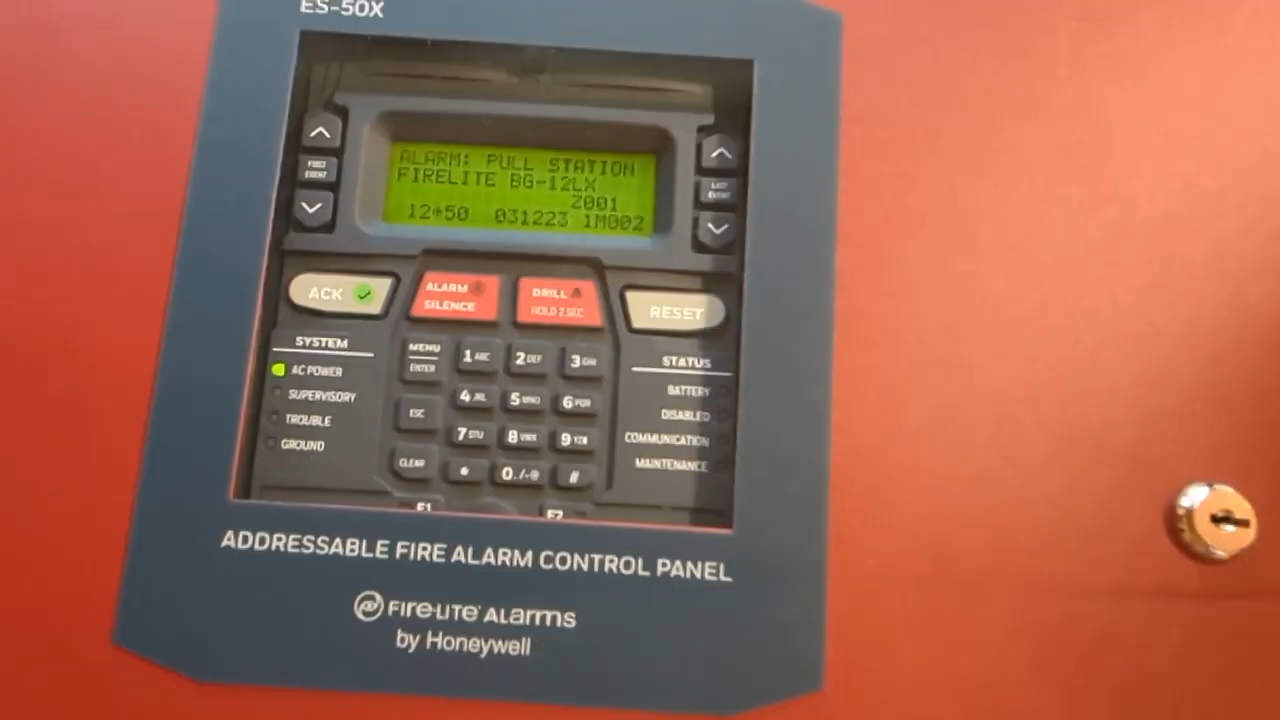 ES-50X
ALARM: PULL STATION
FIRELITE BG-12LX
Z001
12*50 031223 1M002
FIRST
EVENT
LAST
EVENT
ACK
ALARM
SILENCE
DRILL
HOLD 2 SEC
RESET
SYSTEM
AC POWER
SUPERVISORY
TROUBLE
GROUND
MENU
ENTER
ESC
CLEAR
1 ABC 2 DEF 3 GHI
4 JKL 5 MNO 6 PQR
7 STU 8 VWX 9 YZ
* 0 ./-@ #
F1 F2
STATUS
BATTERY
DISABLED
COMMUNICATION
MAINTENANCE
ADDRESSABLE FIRE ALARM CONTROL PANEL
FIRE-LITE ALARMS
by Honeywell